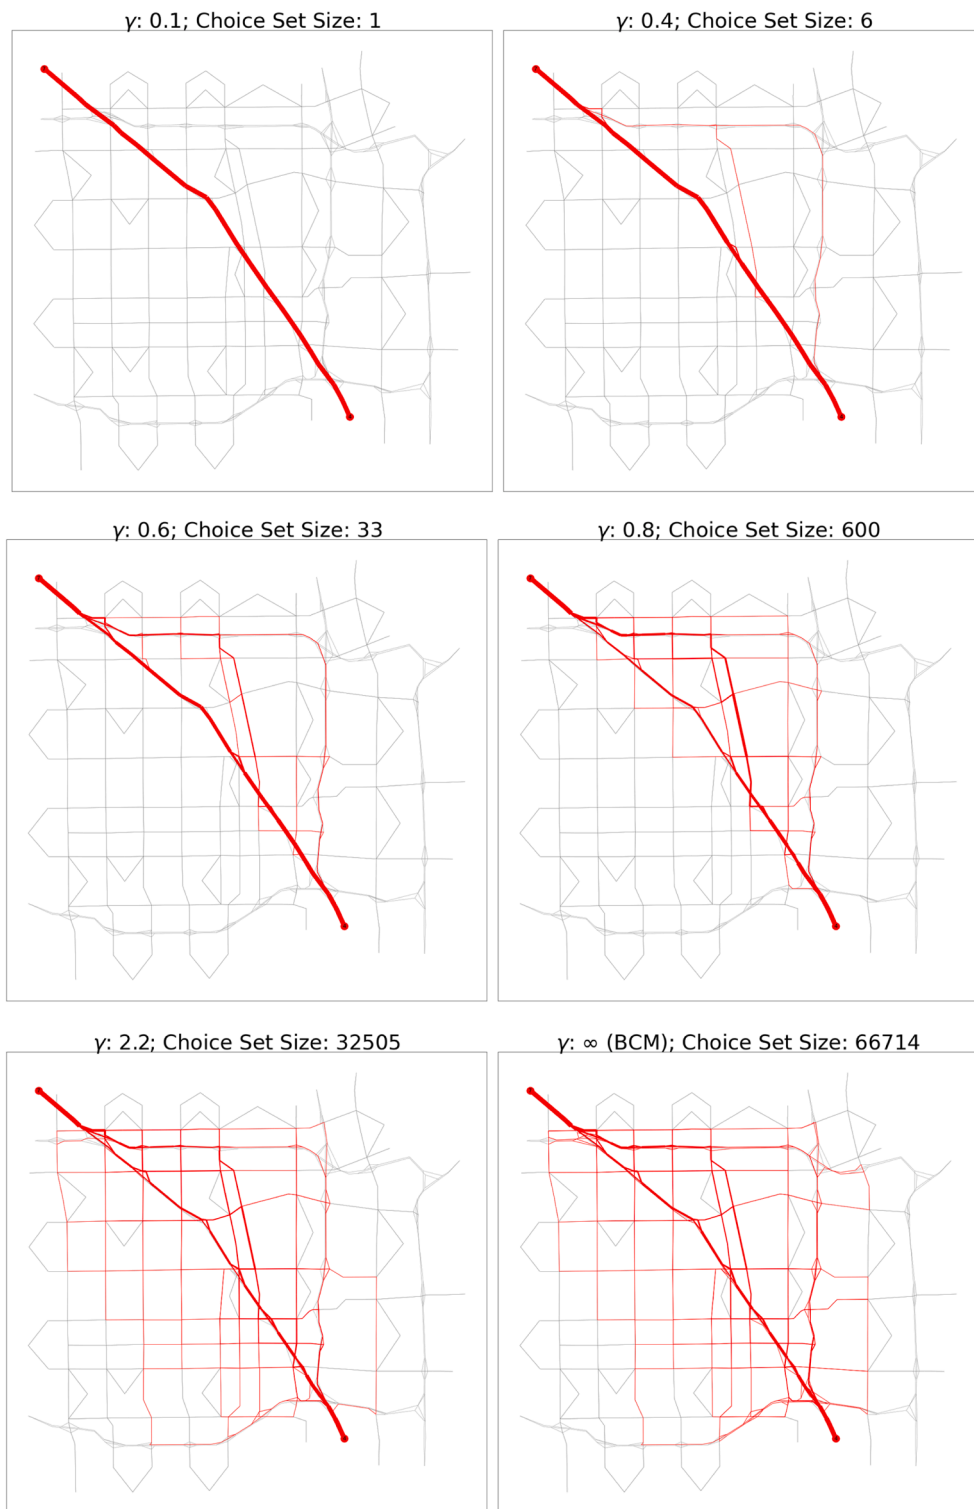 γ: 0.1; Choice Set Size: 1
γ: 0.4; Choice Set Size: 6
γ: 0.6; Choice Set Size: 33
γ: 0.8; Choice Set Size: 600
γ: 2.2; Choice Set Size: 32505
γ: ∞ (BCM); Choice Set Size: 66714